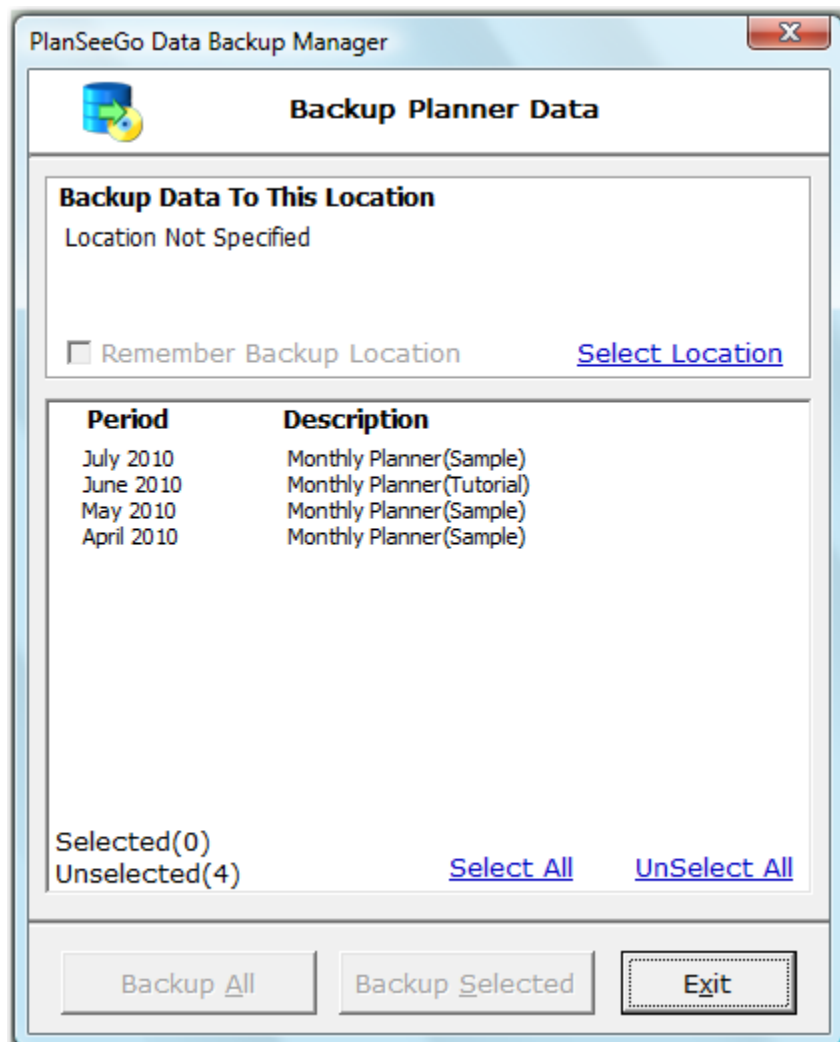 PlanSeeGo Data Backup Manager
Backup Planner Data
Backup Data To This Location
Location Not Specified
Remember Backup Location Select Location
Period Description
July 2010 Monthly Planner(Sample)
June 2010 Monthly Planner(Tutorial)
May 2010 Monthly Planner(Sample)
April 2010 Monthly Planner(Sample)
Selected(0)
Unselected(4) Select All UnSelect All
Backup All Backup Selected Exit